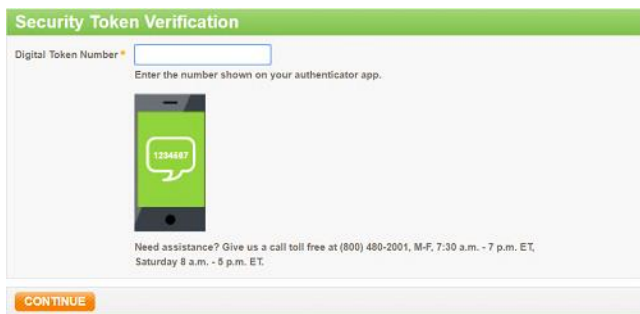 Security Token Verification
Digital Token Number *
Enter the number shown on your authenticator app.
1234567
Need assistance? Give us a call toll free at (800) 480-2001, M-F, 7:30 a.m. - 7 p.m. ET,
Saturday 8 a.m. - 5 p.m. ET.
CONTINUE